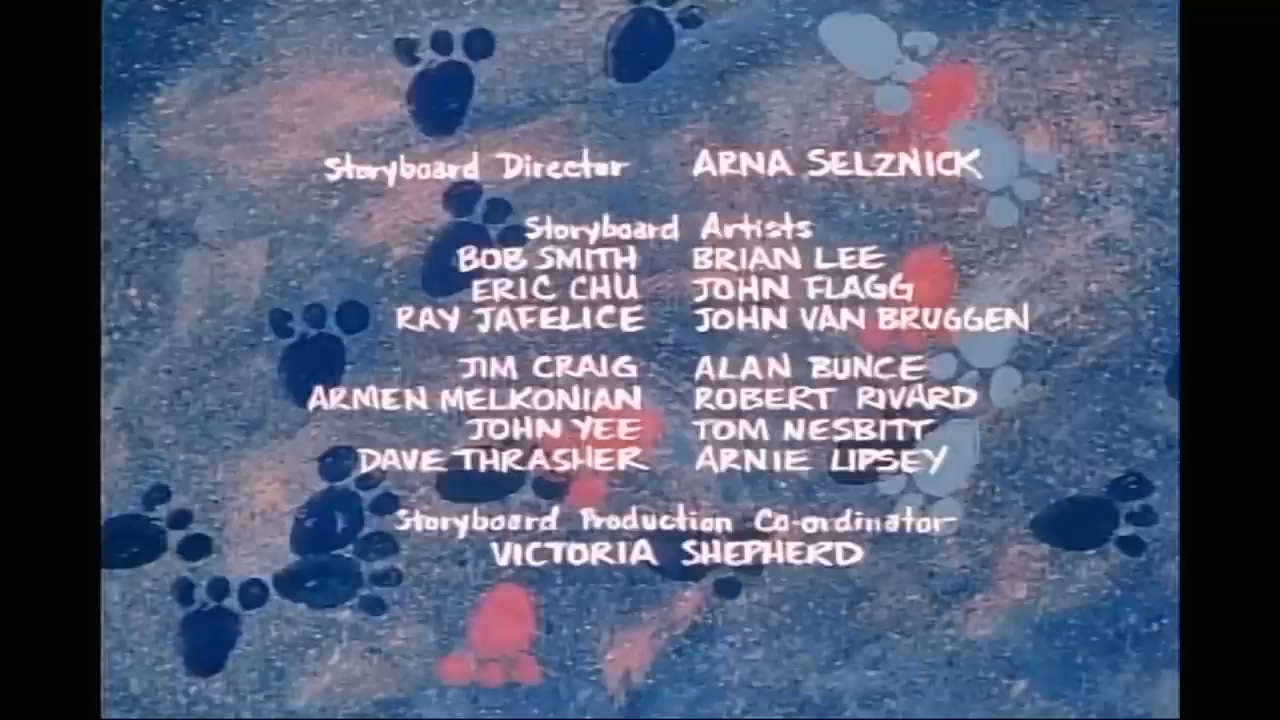 Storyboard Director ARNA SELZNICK
Storyboard Artists
BOB SMITH BRIAN LEE
ERIC CHU JOHN FLAGG
RAY JAFELICE JOHN VAN BRUGGEN
JIM CRAIG ALAN BUNCE
ARMEN MELKONIAN ROBERT RIVARD
JOHN YEE TOM NESBITT
DAVE THRASHER ARNIE LIPSEY
Storyboard Production Co-ordinator
VICTORIA SHEPHERD